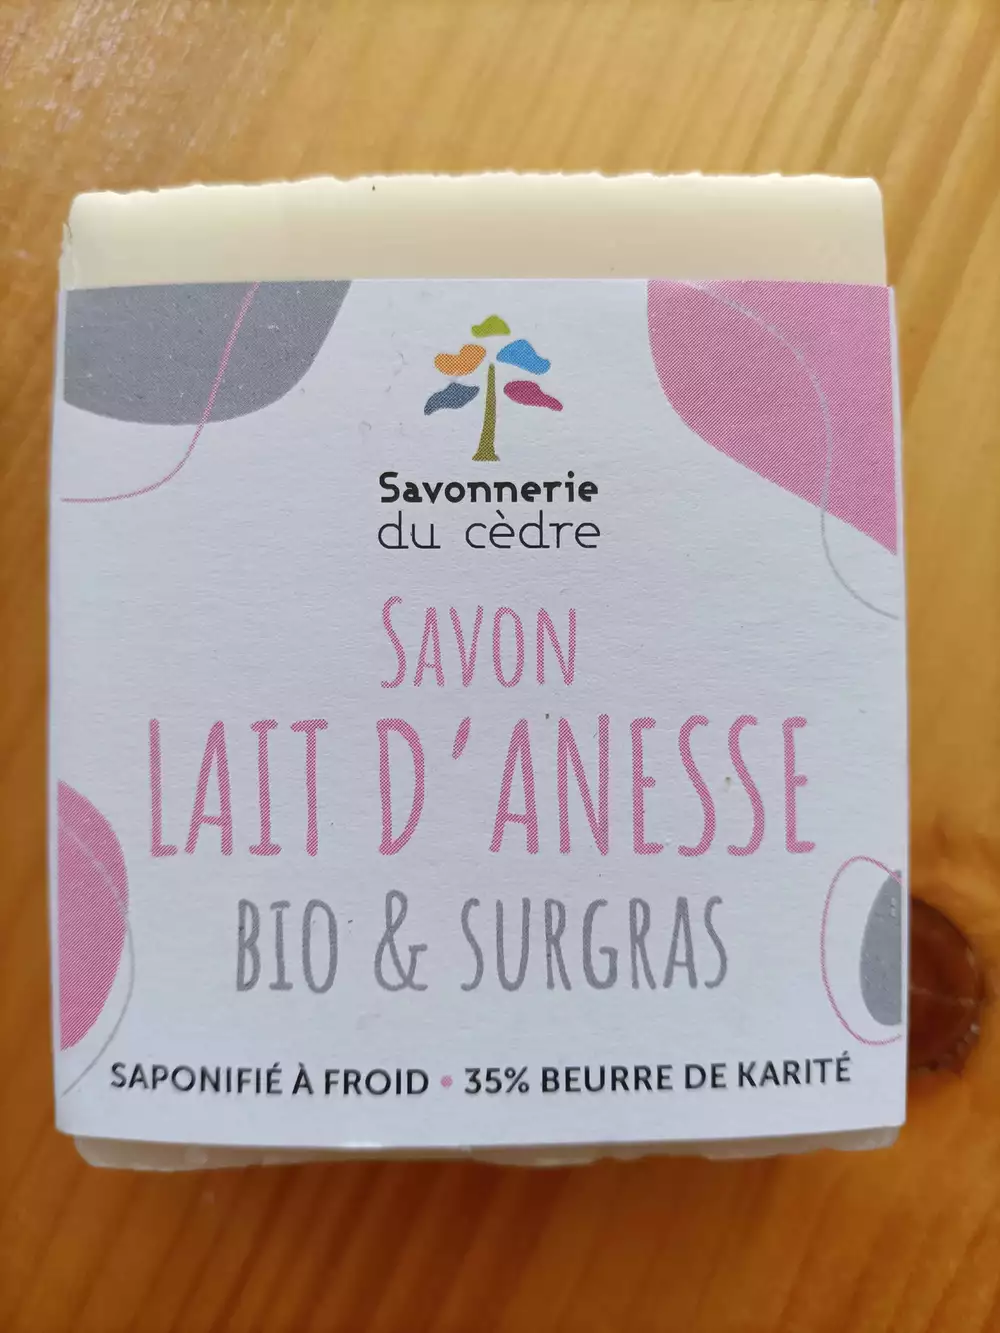 Savonnerie
du cèdre
SAVON
LAIT D'ANESSE
BIO & SURGRAS
SAPONIFIÉ À FROID • 35% BEURRE DE KARITÉ